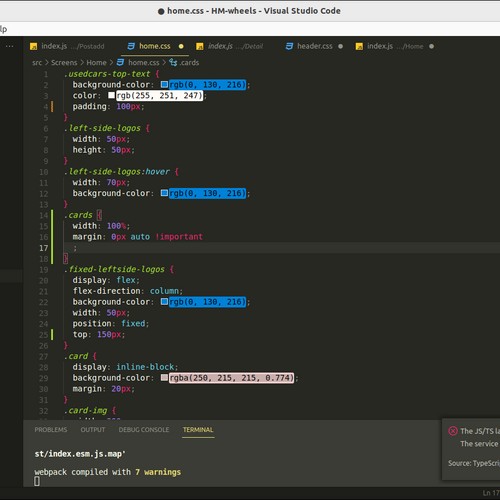 ● home.css - HM-wheels - Visual Studio Code
lp
··· index.js .../Postadd home.css ● index.js .../Detail header.css ● index.js .../Home ●
src > Screens > Home > home.css > .cards
1 .usedcars-top-text {
2 background-color: rgb(0, 130, 216);
3 color: rgb(255, 251, 247);
4 padding: 100px;
5 }
6 .left-side-logos {
7 width: 50px;
8 height: 50px;
9 }
10 .left-side-logos:hover {
11 width: 70px;
12 background-color: rgb(0, 130, 216);
13 }
14 .cards {
15 width: 100%;
16 margin: 0px auto !important
17 ;
18 }
19 .fixed-leftside-logos {
20 display: flex;
21 flex-direction: column;
22 background-color: rgb(0, 130, 216);
23 width: 50px;
24 position: fixed;
25 top: 150px;
26 }
27 .card {
28 display: inline-block;
29 background-color: rgba(250, 215, 215, 0.774);
30 margin: 20px;
31 }
32 .card-img {
PROBLEMS OUTPUT DEBUG CONSOLE TERMINAL
The JS/TS la
The service
st/index.esm.js.map'
Source: TypeScrip
webpack compiled with 7 warnings
Ln 17